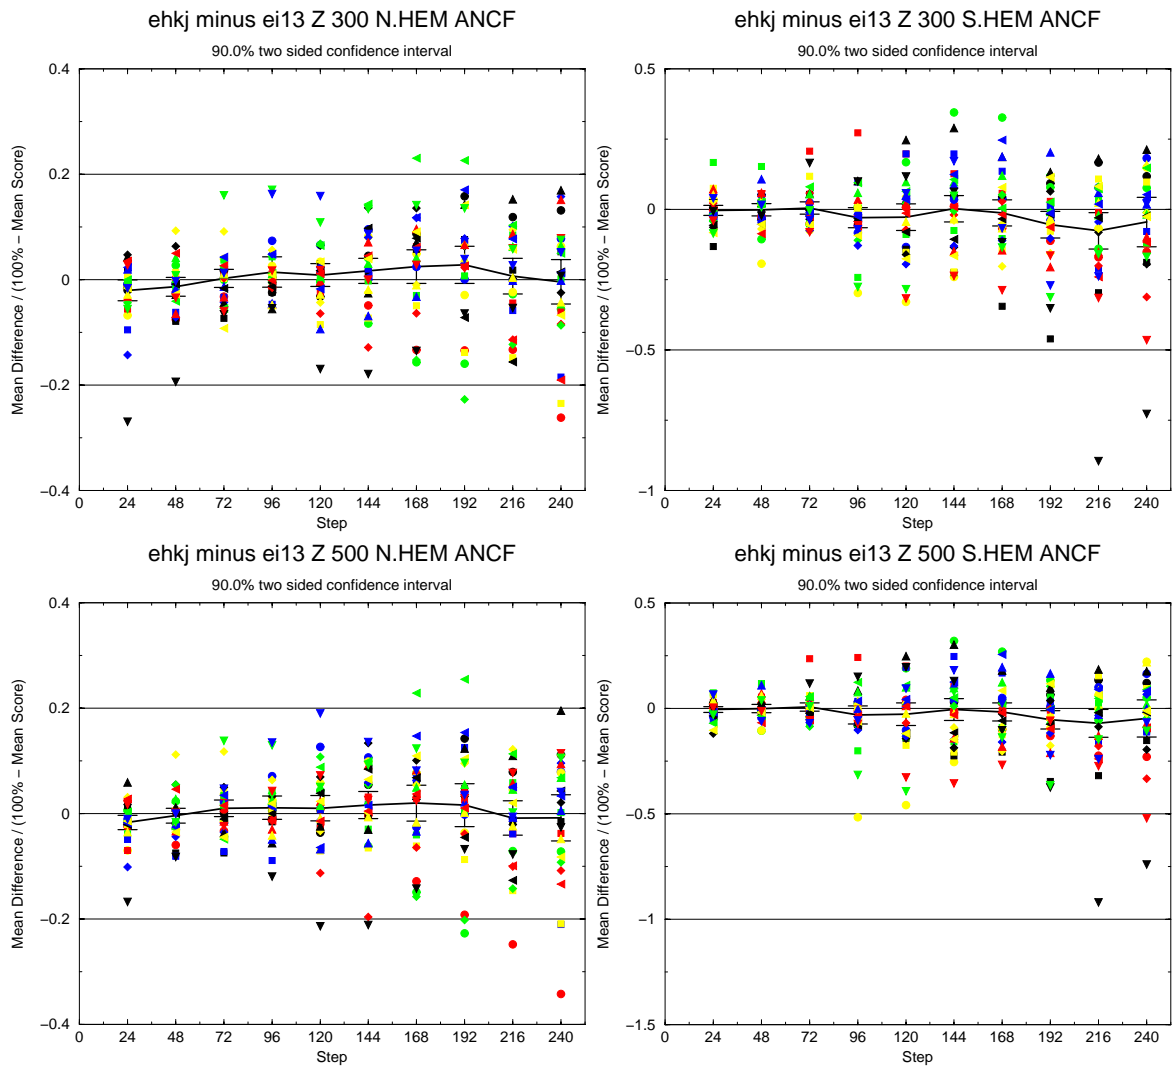 ehkj minus ei13 Z 300 N.HEM ANCF
90.0% two sided confidence interval
Mean Difference / (100% − Mean Score)
0.4
0.2
0
−0.2
−0.4
0 24 48 72 96 120 144 168 192 216 240
Step
ehkj minus ei13 Z 300 S.HEM ANCF
90.0% two sided confidence interval
Mean Difference / (100% − Mean Score)
0.5
0
−0.5
−1
0 24 48 72 96 120 144 168 192 216 240
Step
ehkj minus ei13 Z 500 N.HEM ANCF
90.0% two sided confidence interval
Mean Difference / (100% − Mean Score)
0.4
0.2
0
−0.2
−0.4
0 24 48 72 96 120 144 168 192 216 240
Step
ehkj minus ei13 Z 500 S.HEM ANCF
90.0% two sided confidence interval
Mean Difference / (100% − Mean Score)
0.5
0
−0.5
−1
−1.5
0 24 48 72 96 120 144 168 192 216 240
Step